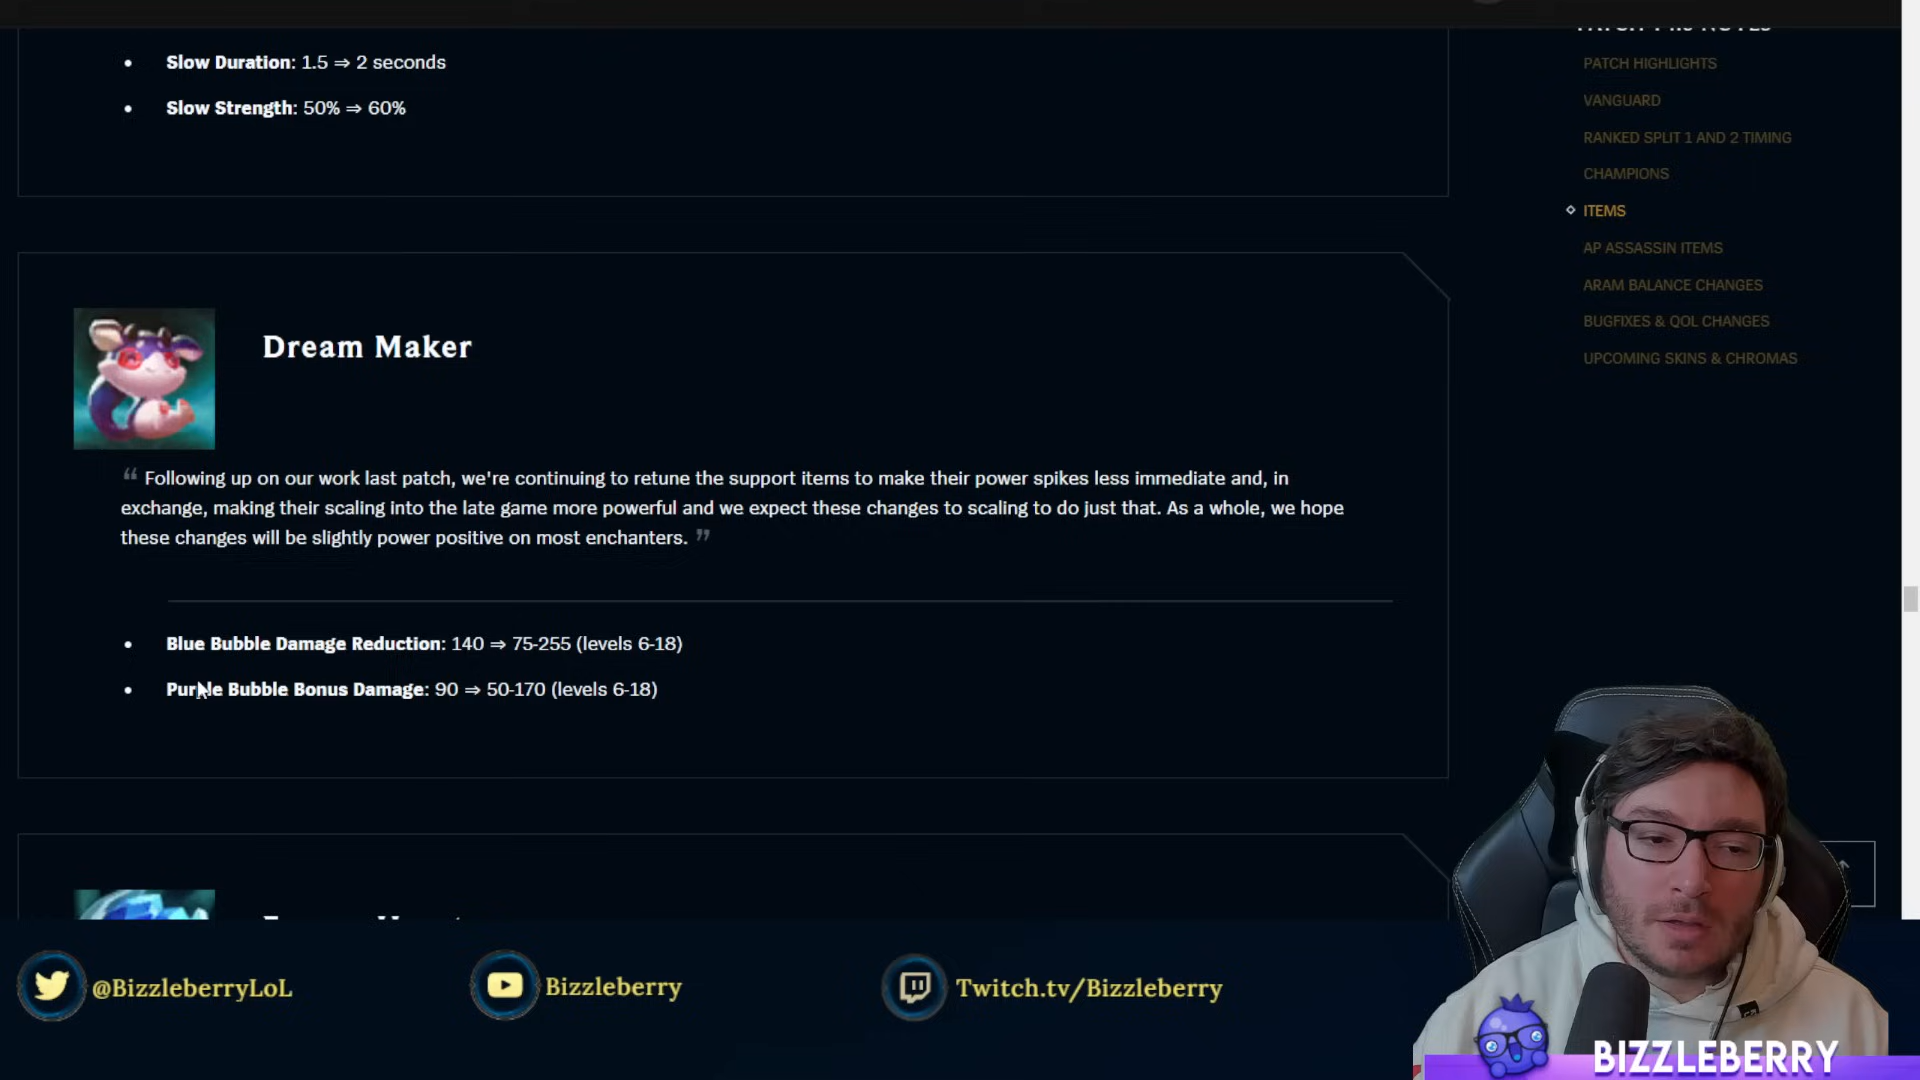 Slow Duration: 1.5 ⇒ 2 seconds
Slow Strength: 50% ⇒ 60%
PATCH HIGHLIGHTS
VANGUARD
RANKED SPLIT 1 AND 2 TIMING
CHAMPIONS
ITEMS
AP ASSASSIN ITEMS
ARAM BALANCE CHANGES
BUGFIXES & QOL CHANGES
UPCOMING SKINS & CHROMAS
Dream Maker
“ Following up on our work last patch, we're continuing to retune the support items to make their power spikes less immediate and, in
exchange, making their scaling into the late game more powerful and we expect these changes to scaling to do just that. As a whole, we hope
these changes will be slightly power positive on most enchanters. ”
Blue Bubble Damage Reduction: 140 ⇒ 75-255 (levels 6-18)
Purple Bubble Bonus Damage: 90 ⇒ 50-170 (levels 6-18)
@BizzleberryLoL
Bizzleberry
Twitch.tv/Bizzleberry
BIZZLEBERRY